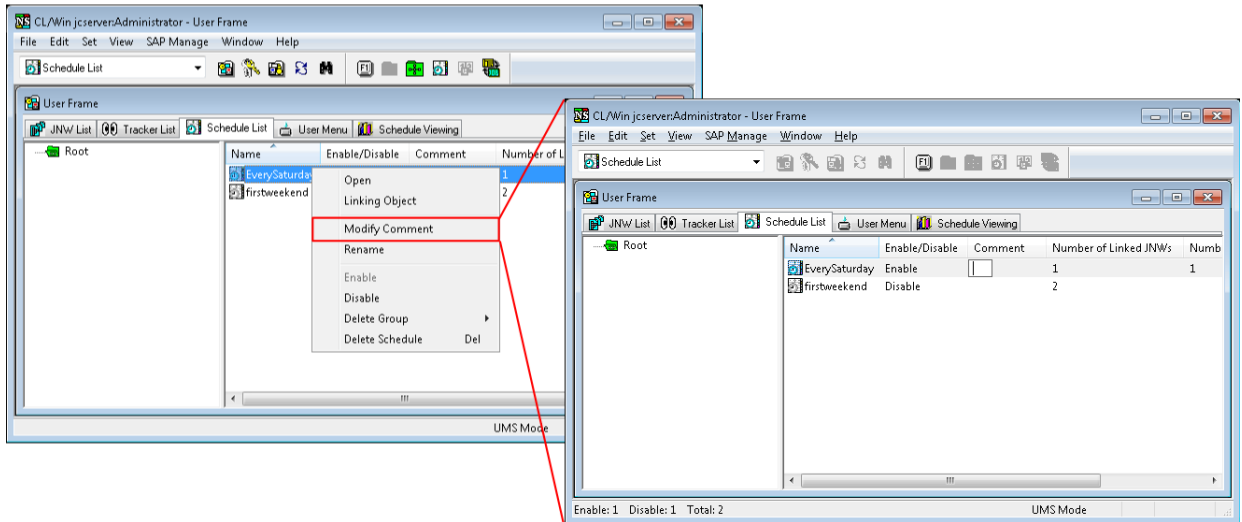 CL/Win jcserver:Administrator - User Frame
File Edit Set View SAP Manage Window Help
Schedule List
User Frame
JNW List Tracker List Schedule List User Menu Schedule Viewing
Root
Name Enable/Disable Comment Number of L
EverySaturday 1
firstweekend 2
Open
Linking Object
Modify Comment
Rename
Enable
Disable
Delete Group
Delete Schedule Del
UMS Mode
CL/Win jcserver:Administrator - User Frame
File Edit Set View SAP Manage Window Help
Schedule List
User Frame
JNW List Tracker List Schedule List User Menu Schedule Viewing
Root
Name Enable/Disable Comment Number of Linked JNWs Numb
EverySaturday Enable 1 1
firstweekend Disable 2
Enable: 1 Disable: 1 Total: 2 UMS Mode